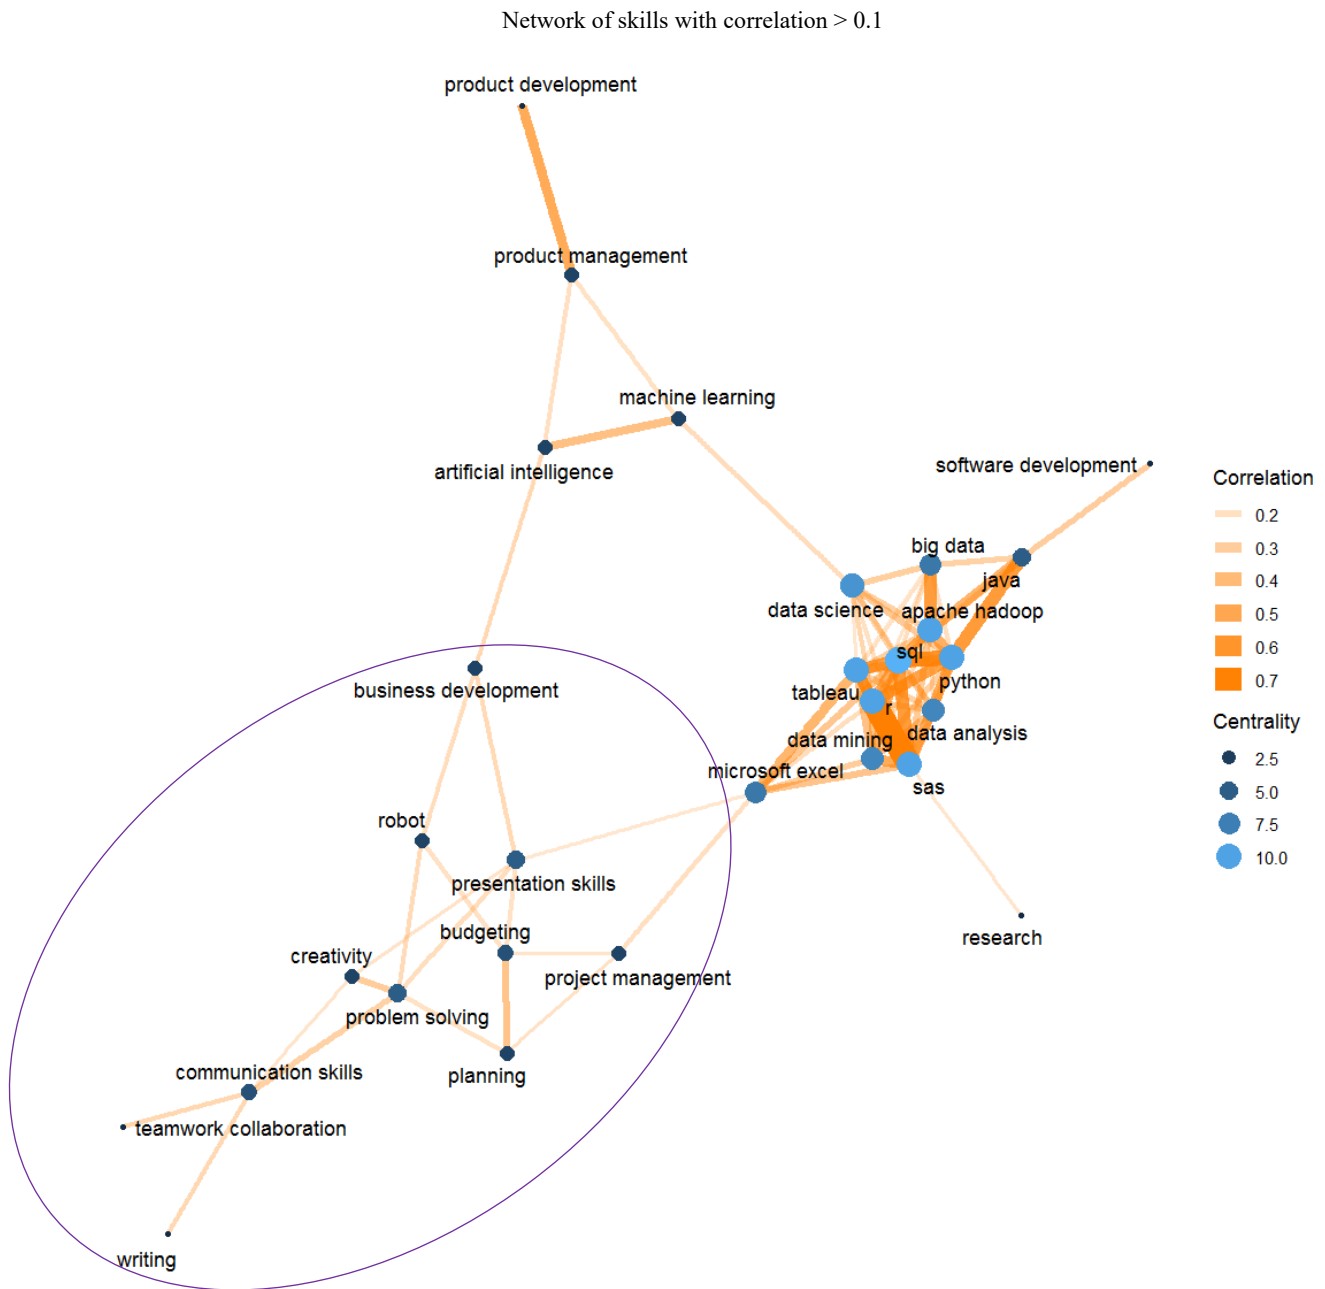 Network of skills with correlation > 0.1
product development
product management
machine learning
artificial intelligence
software development
big data
java
data science
apache hadoop
sql
python
tableau
r
data analysis
data mining
microsoft excel
sas
business development
robot
presentation skills
budgeting
research
creativity
project management
problem solving
communication skills
planning
teamwork collaboration
writing
Correlation
0.2
0.3
0.4
0.5
0.6
0.7
Centrality
2.5
5.0
7.5
10.0